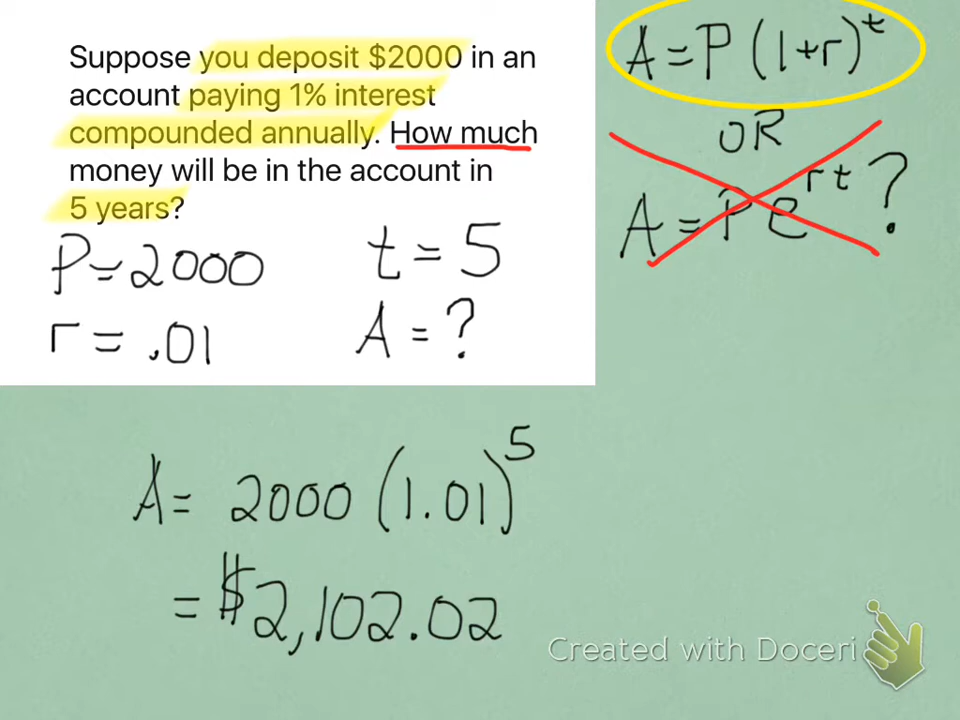 Suppose you deposit $2000 in an
account paying 1% interest
compounded annually. How much
money will be in the account in
5 years?
P=2000
t=5
r=.01
A=?
A=P(1+r)^t
OR
A=Pe^rt?
A= 2000(1.01)^5
=$2,102.02
Created with Doceri